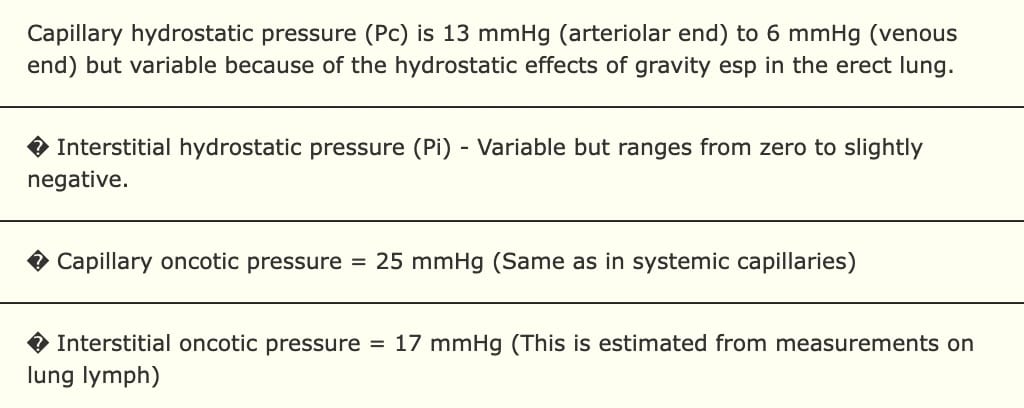 Capillary hydrostatic pressure (Pc) is 13 mmHg (arteriolar end) to 6 mmHg (venous
end) but variable because of the hydrostatic effects of gravity esp in the erect lung.
� Interstitial hydrostatic pressure (Pi) - Variable but ranges from zero to slightly
negative.
� Capillary oncotic pressure = 25 mmHg (Same as in systemic capillaries)
� Interstitial oncotic pressure = 17 mmHg (This is estimated from measurements on
lung lymph)